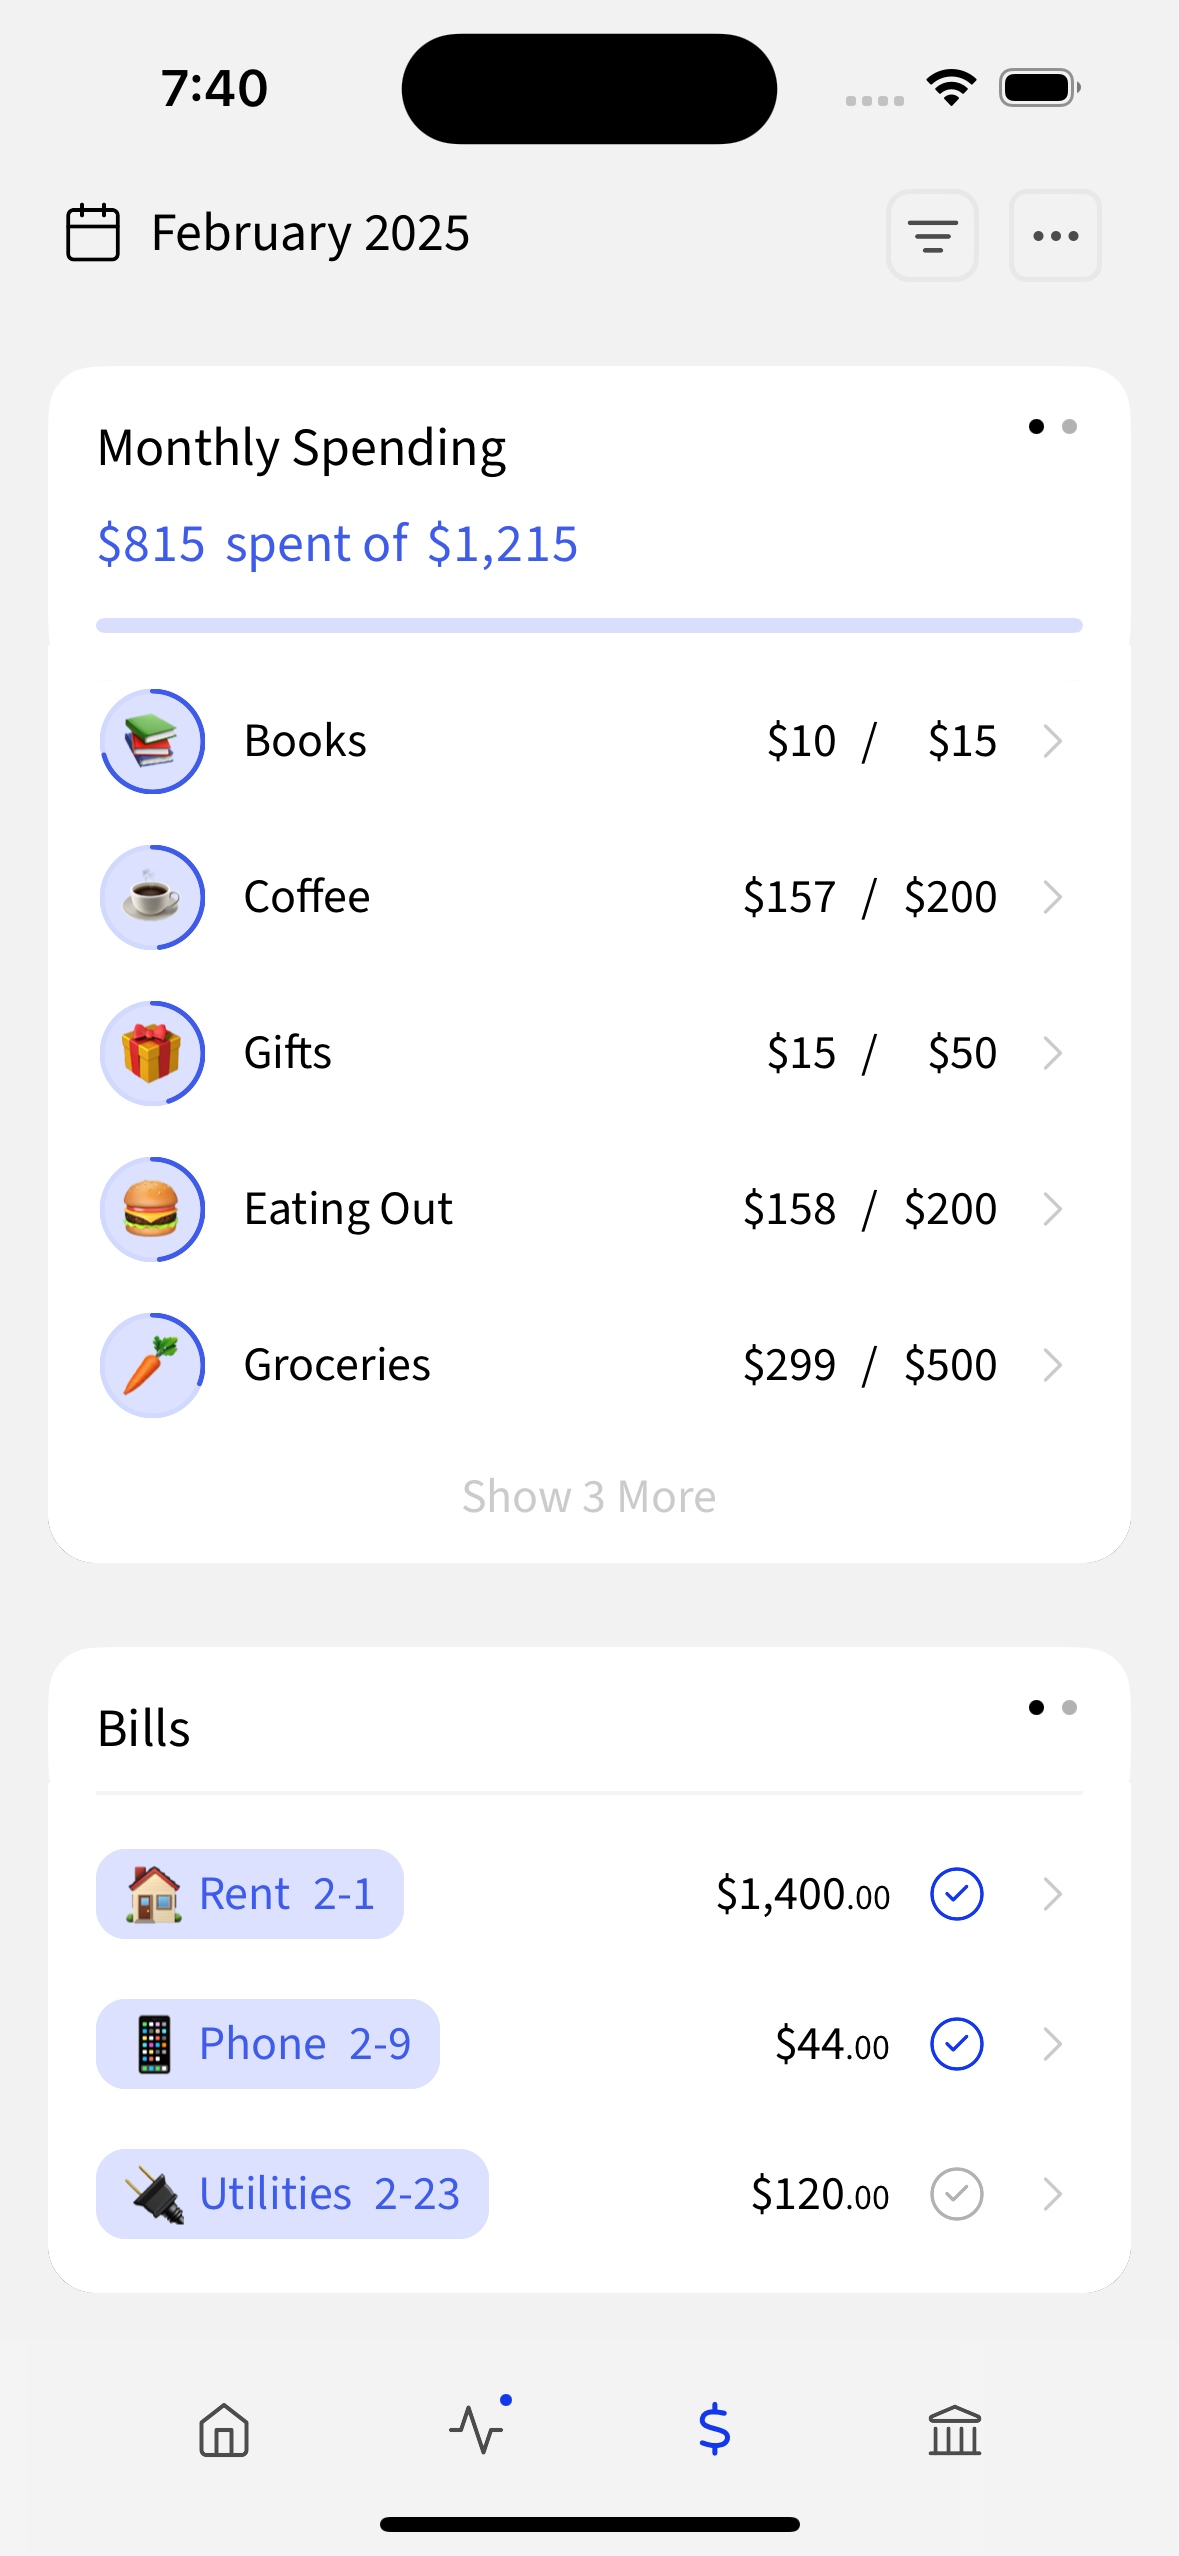 7:40
February 2025
Monthly Spending
$815 spent of $1,215
Books $10 / $15
Coffee $157 / $200
Gifts $15 / $50
Eating Out $158 / $200
Groceries $299 / $500
Show 3 More
Bills
Rent 2-1 $1,400.00
Phone 2-9 $44.00
Utilities 2-23 $120.00